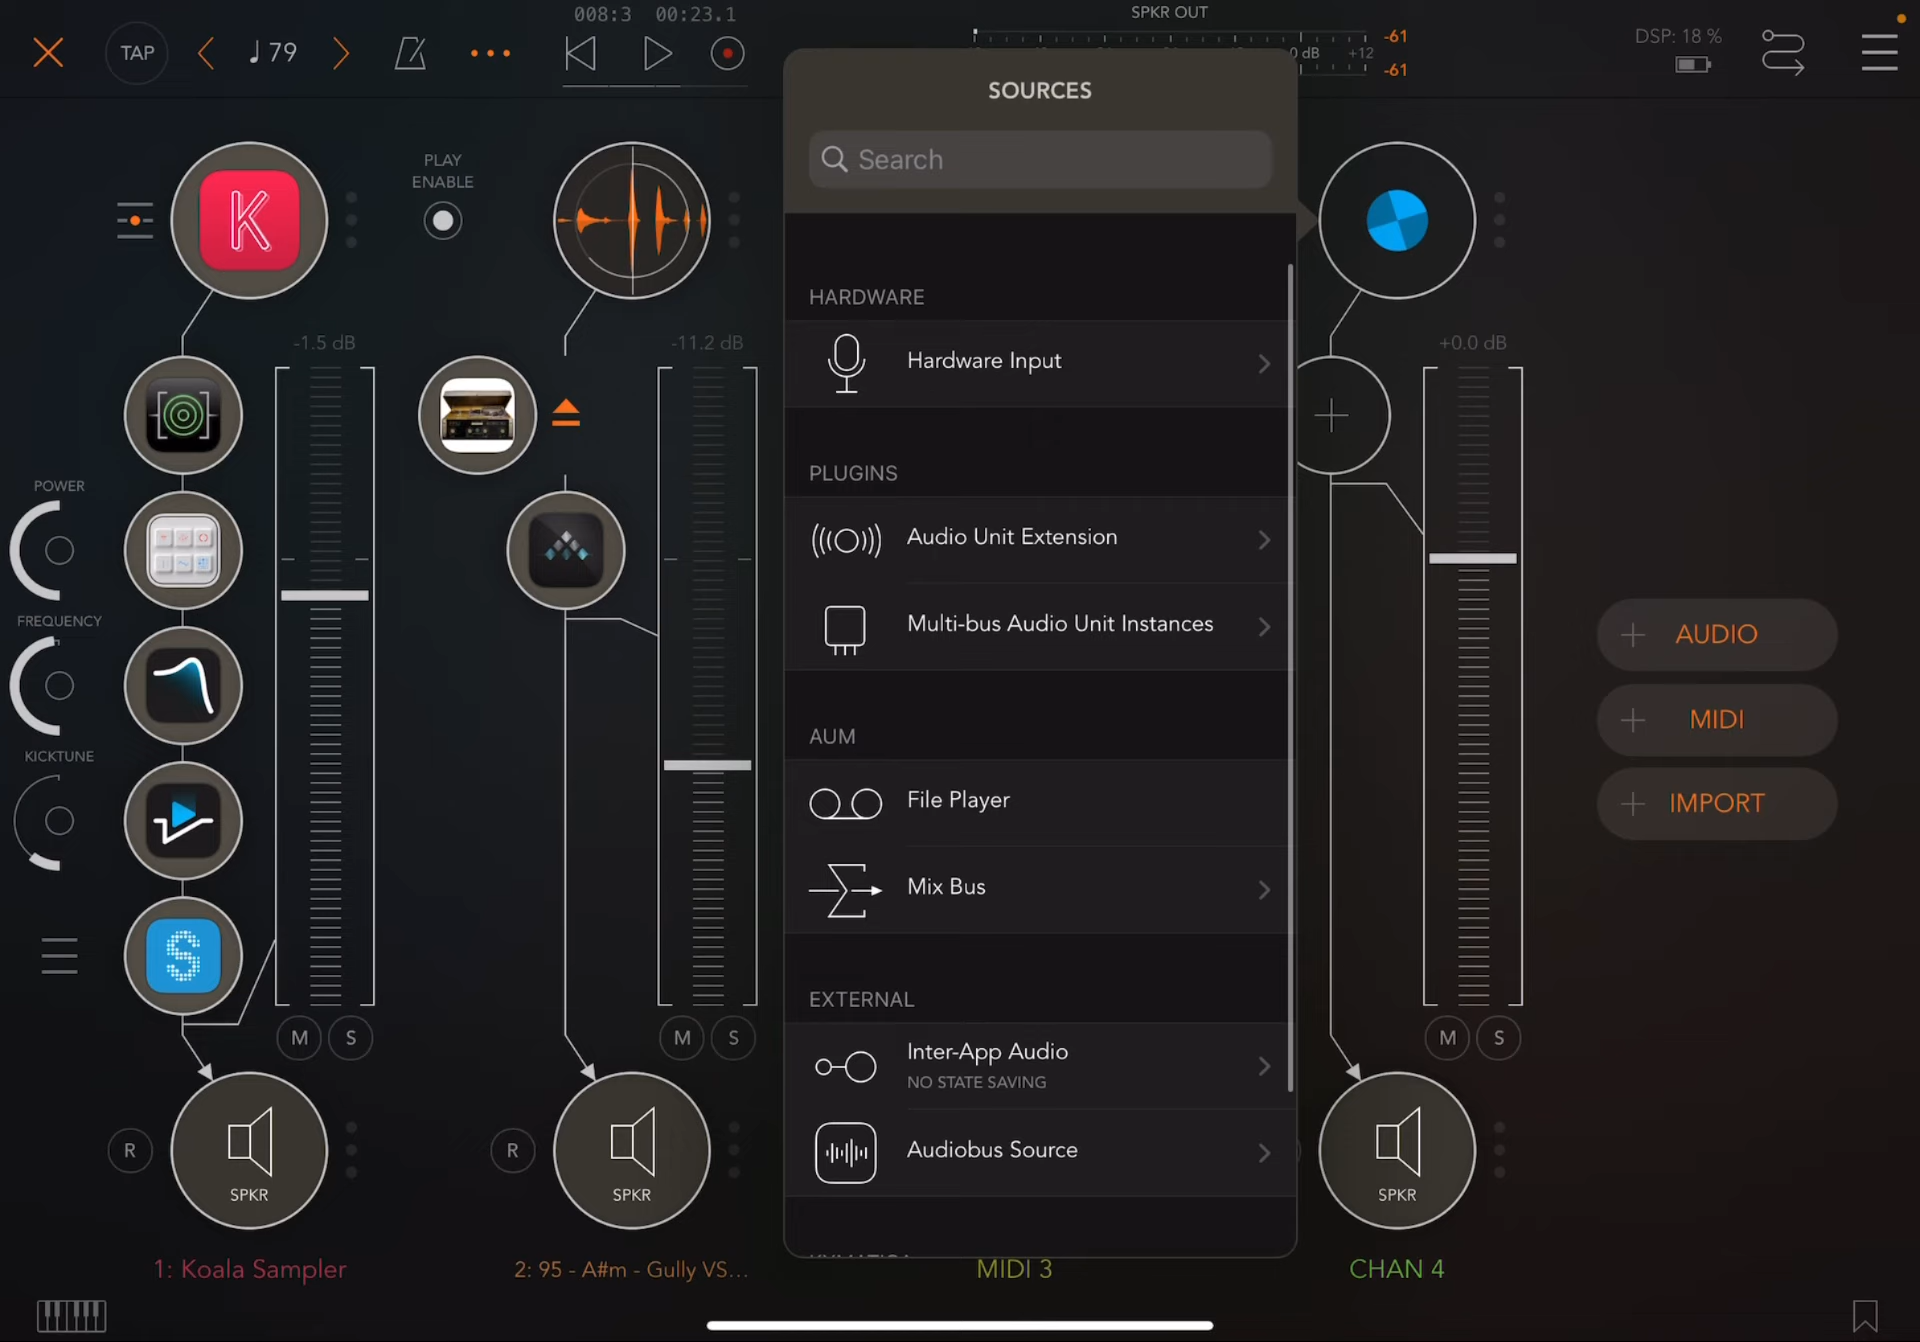 008:3 00:23.1
SPKR OUT
TAP
79
0 dB +12
-61
-61
DSP: 18 %
SOURCES
Search
PLAY
ENABLE
K
HARDWARE
Hardware Input
-1.5 dB
-11.2 dB
+0.0 dB
PLUGINS
Audio Unit Extension
Multi-bus Audio Unit Instances
POWER
FREQUENCY
KICKTUNE
AUM
File Player
Mix Bus
AUDIO
MIDI
IMPORT
S
EXTERNAL
Inter-App Audio
NO STATE SAVING
Audiobus Source
M S
M S
M S
R
SPKR
R
SPKR
SPKR
1: Koala Sampler
2: 95 - A#m - Gully VS...
MIDI 3
CHAN 4